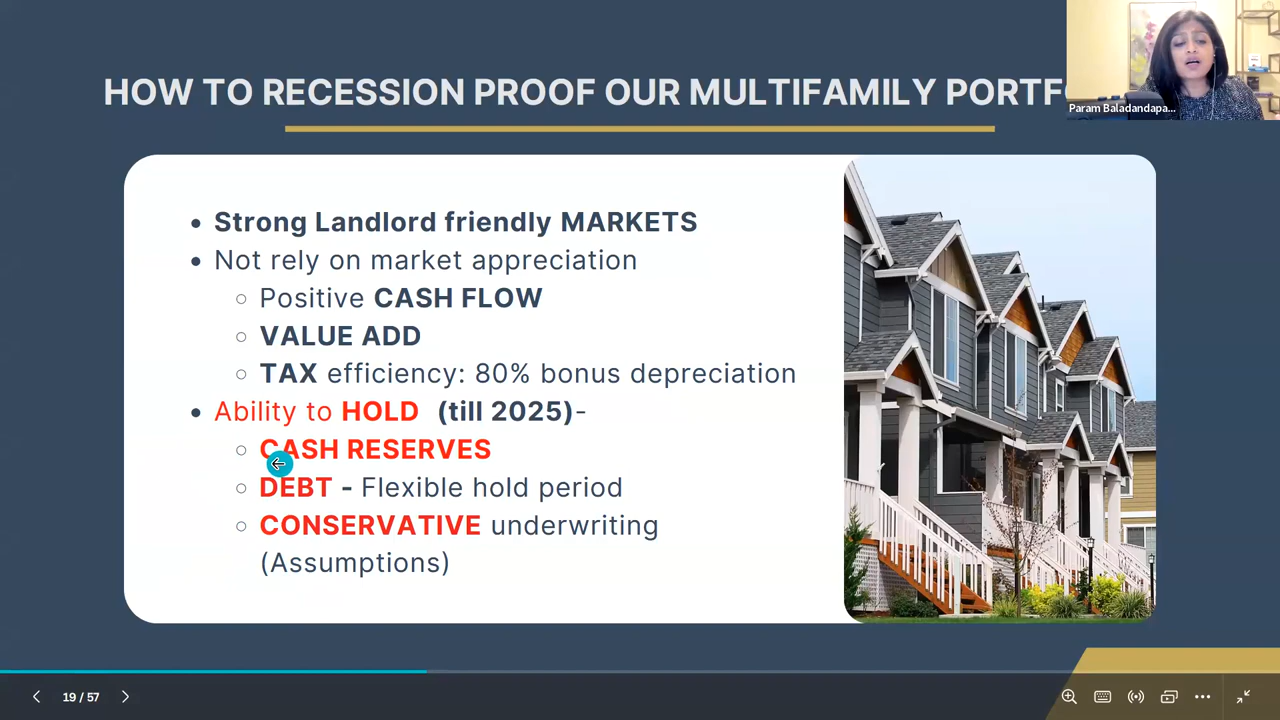 HOW TO RECESSION PROOF OUR MULTIFAMILY
Param Baladandapa...
• Strong Landlord friendly MARKETS
• Not rely on market appreciation
○ Positive CASH FLOW
○ VALUE ADD
○ TAX efficiency: 80% bonus depreciation
• Ability to HOLD (till 2025)-
○ CASH RESERVES
○ DEBT - Flexible hold period
○ CONSERVATIVE underwriting
(Assumptions)
19 / 57